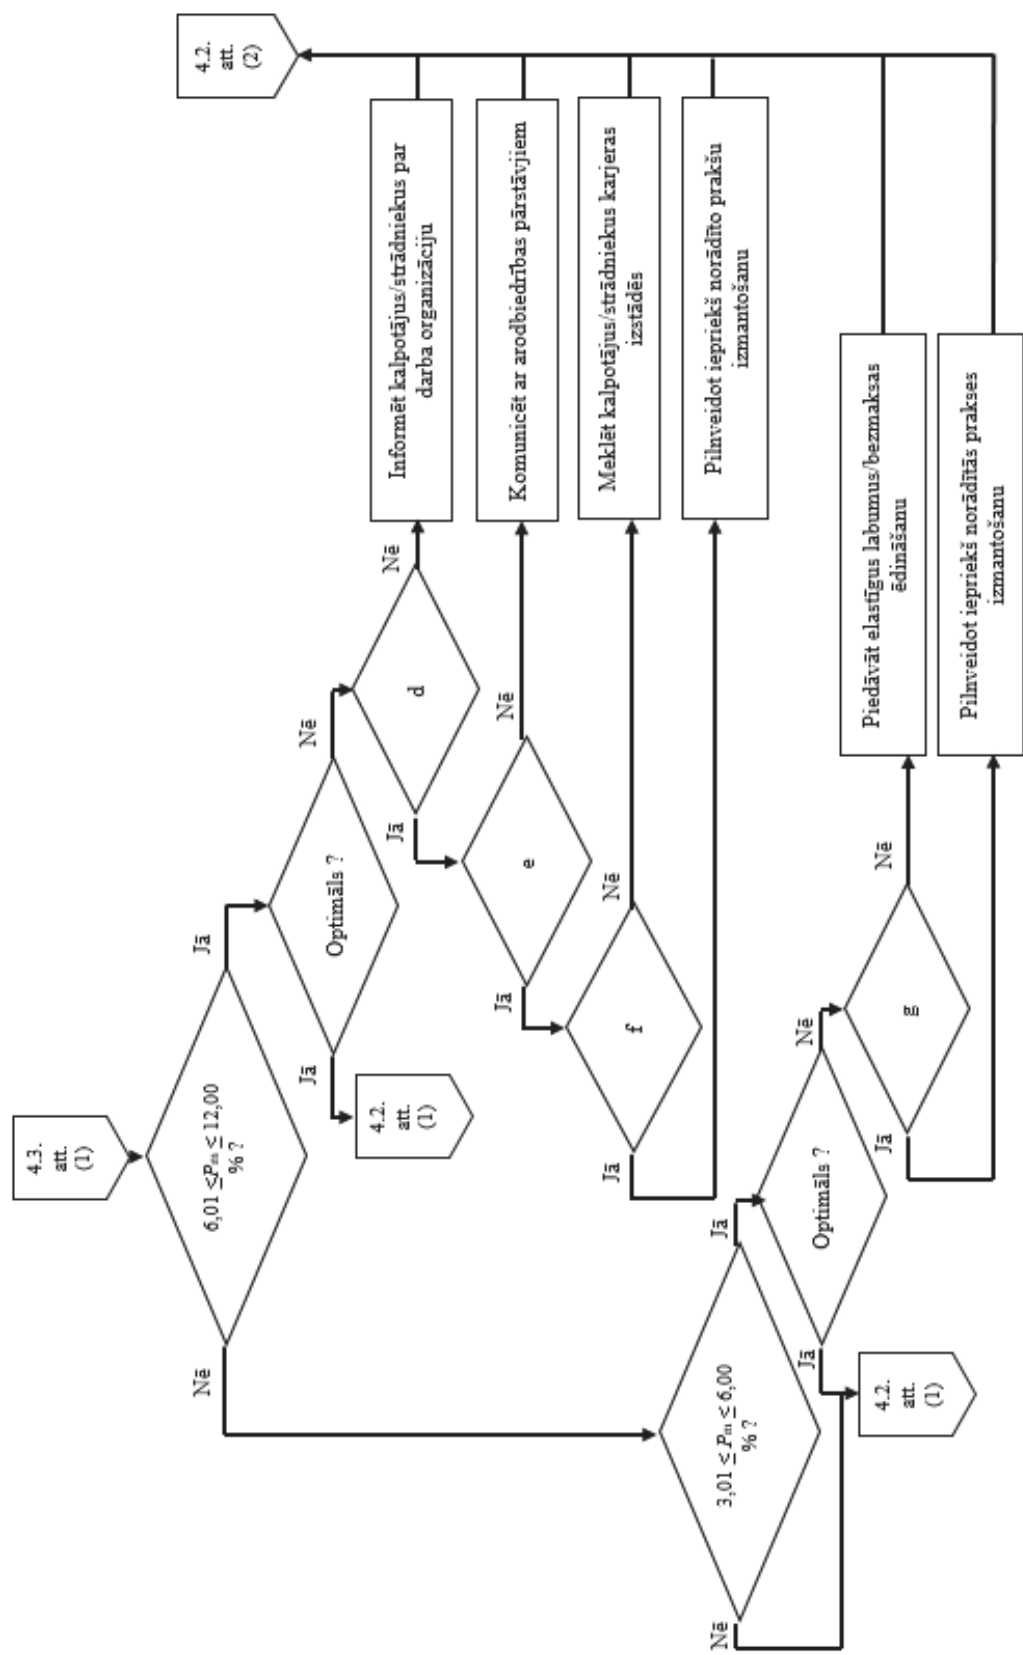 4.3.
att.
(1)
6,01 ≤Pm ≤ 12,00
% ?
Nē
Jā
Optimāls ?
Jā
Nē
4.2.
att.
(1)
d
Jā
Nē
Informēt kalpotājus/strādniekus par
darba organizāciju
4.2.
att.
(2)
e
Jā
Nē
Komunicēt ar arodbiedrības pārstāvjiem
f
Jā
Nē
Meklēt kalpotājus/strādniekus karjeras
izstādēs
Pilnveidot iepriekš norādīto prakšu
izmantošanu
3,01 ≤ Pm ≤ 6,00
% ?
Nē
Jā
Optimāls ?
Jā
Nē
4.2.
att.
(1)
g
Jā
Nē
Piedāvāt elastīgus labumus/bezmaksas
ēdināšanu
Pilnveidot iepriekš norādītās prakses
izmantošanu